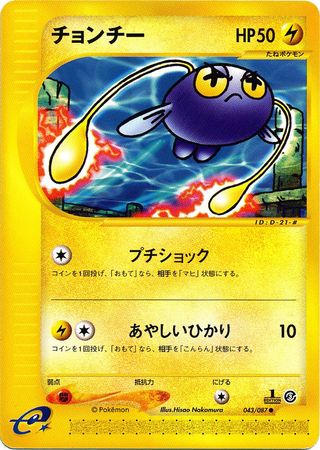 チョンチー HP50
たねポケモン
ID:D-21-#
プチショック
コインを1回投げ、「おもて」なら、相手を「マヒ」状態にする。
あやしいひかり 10
コインを1回投げ、「おもて」なら、相手を「こんらん」状態にする。
弱点 抵抗力 にげる
©Pokémon Illus.Hisao Nakamura 1 EDITION 043/087 ●
e